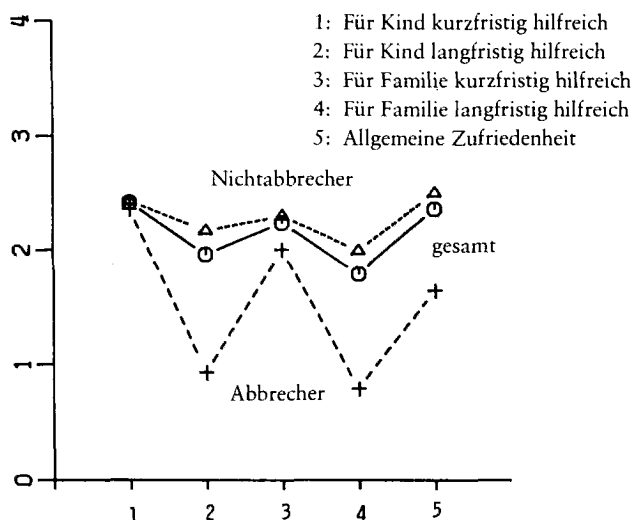 1: Für Kind kurzfristig hilfreich
2: Für Kind langfristig hilfreich
3: Für Familie kurzfristig hilfreich
4: Für Familie langfristig hilfreich
5: Allgemeine Zufriedenheit
4
3
2
1
0
Nichtabbrecher
gesamt
Abbrecher
1 2 3 4 5